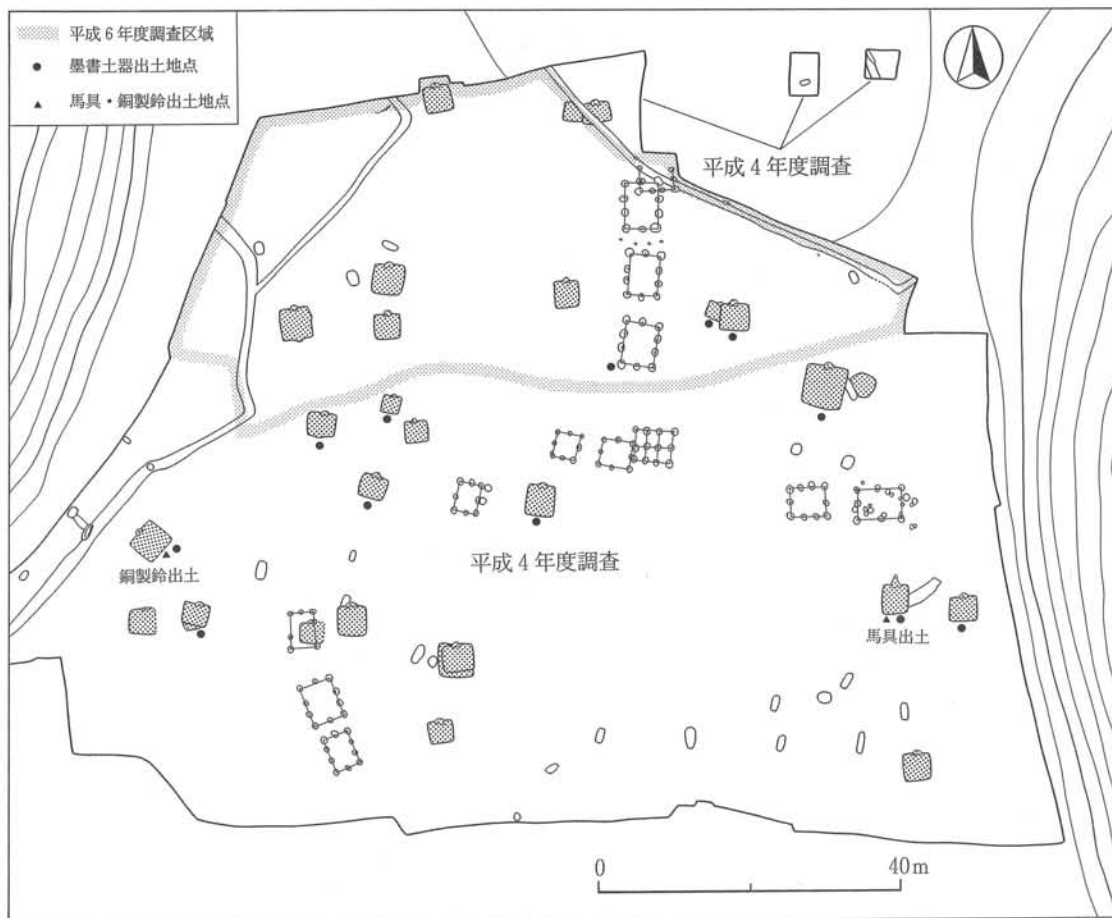 平成6年度調査区域
墨書土器出土地点
馬具・銅製鈴出土地点
平成4年度調査
平成4年度調査
銅製鈴出土
馬具出土
0
40m